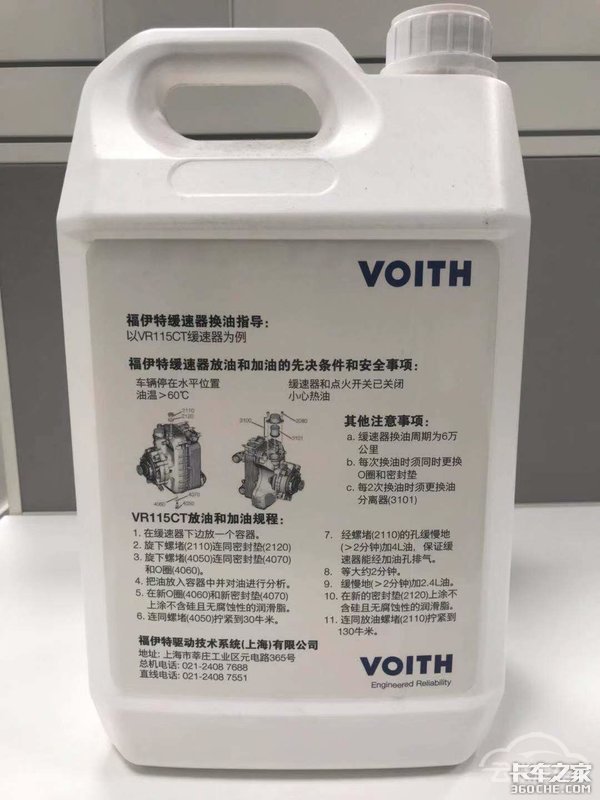 VOITH
福伊特缓速器换油指导:
以VR115CT缓速器为例
福伊特缓速器放油和加油的先决条件和安全事项:
车辆停在水平位置
油温>60℃
缓速器和点火开关已关闭
小心热油
2110
2120
4070
4060
4050
3100
3080
3101
其他注意事项:
a. 缓速器换油周期为6万
公里
b. 每次换油时须同时更换
O圈和密封垫
c. 每2次换油时须更换油
分离器(3101)
VR115CT放油和加油规程:
1. 在缓速器下边放一个容器。
2. 旋下螺堵(2110)连同密封垫(2120)
3. 旋下螺堵(4050)连同密封垫(4070)
和O圈(4060)。
4. 把油放入容器中并对油进行分析。
5. 在新O圈(4060)和新密封垫(4070)
上涂不含硅且无腐蚀性的润滑脂。
6. 连同螺堵(4050)拧紧到30牛米。
7. 经螺堵(2110)的孔缓慢地
(>2分钟)加4L油,保证缓
速器能经加油孔排气。
8. 等大约2分钟。
9. 缓慢地(>2分钟)加2.4L油。
10. 在新的密封垫(2120)上涂不
含硅且无腐蚀性的润滑脂。
11. 连同放油螺堵(2110)拧紧到
130牛米。
福伊特驱动技术系统(上海)有限公司
地址: 上海市莘庄工业区元电路365号
总机电话: 021-2408 7688
直线电话: 021-2408 7551
VOITH
Engineered Reliability
卡车之家
360CHE.COM